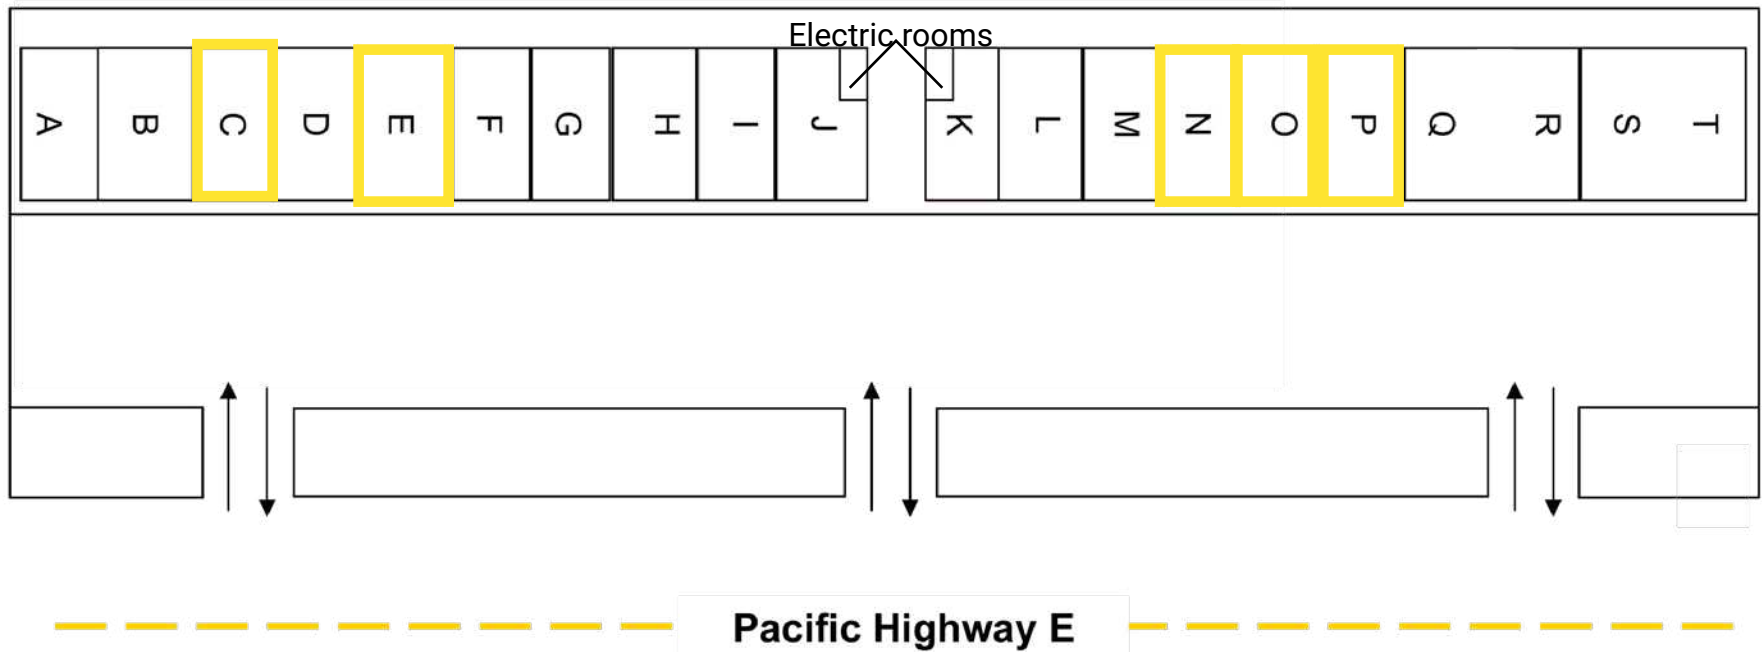 Electric rooms
A B C D E F G H I J K L M N O P Q R S T
Pacific Highway E